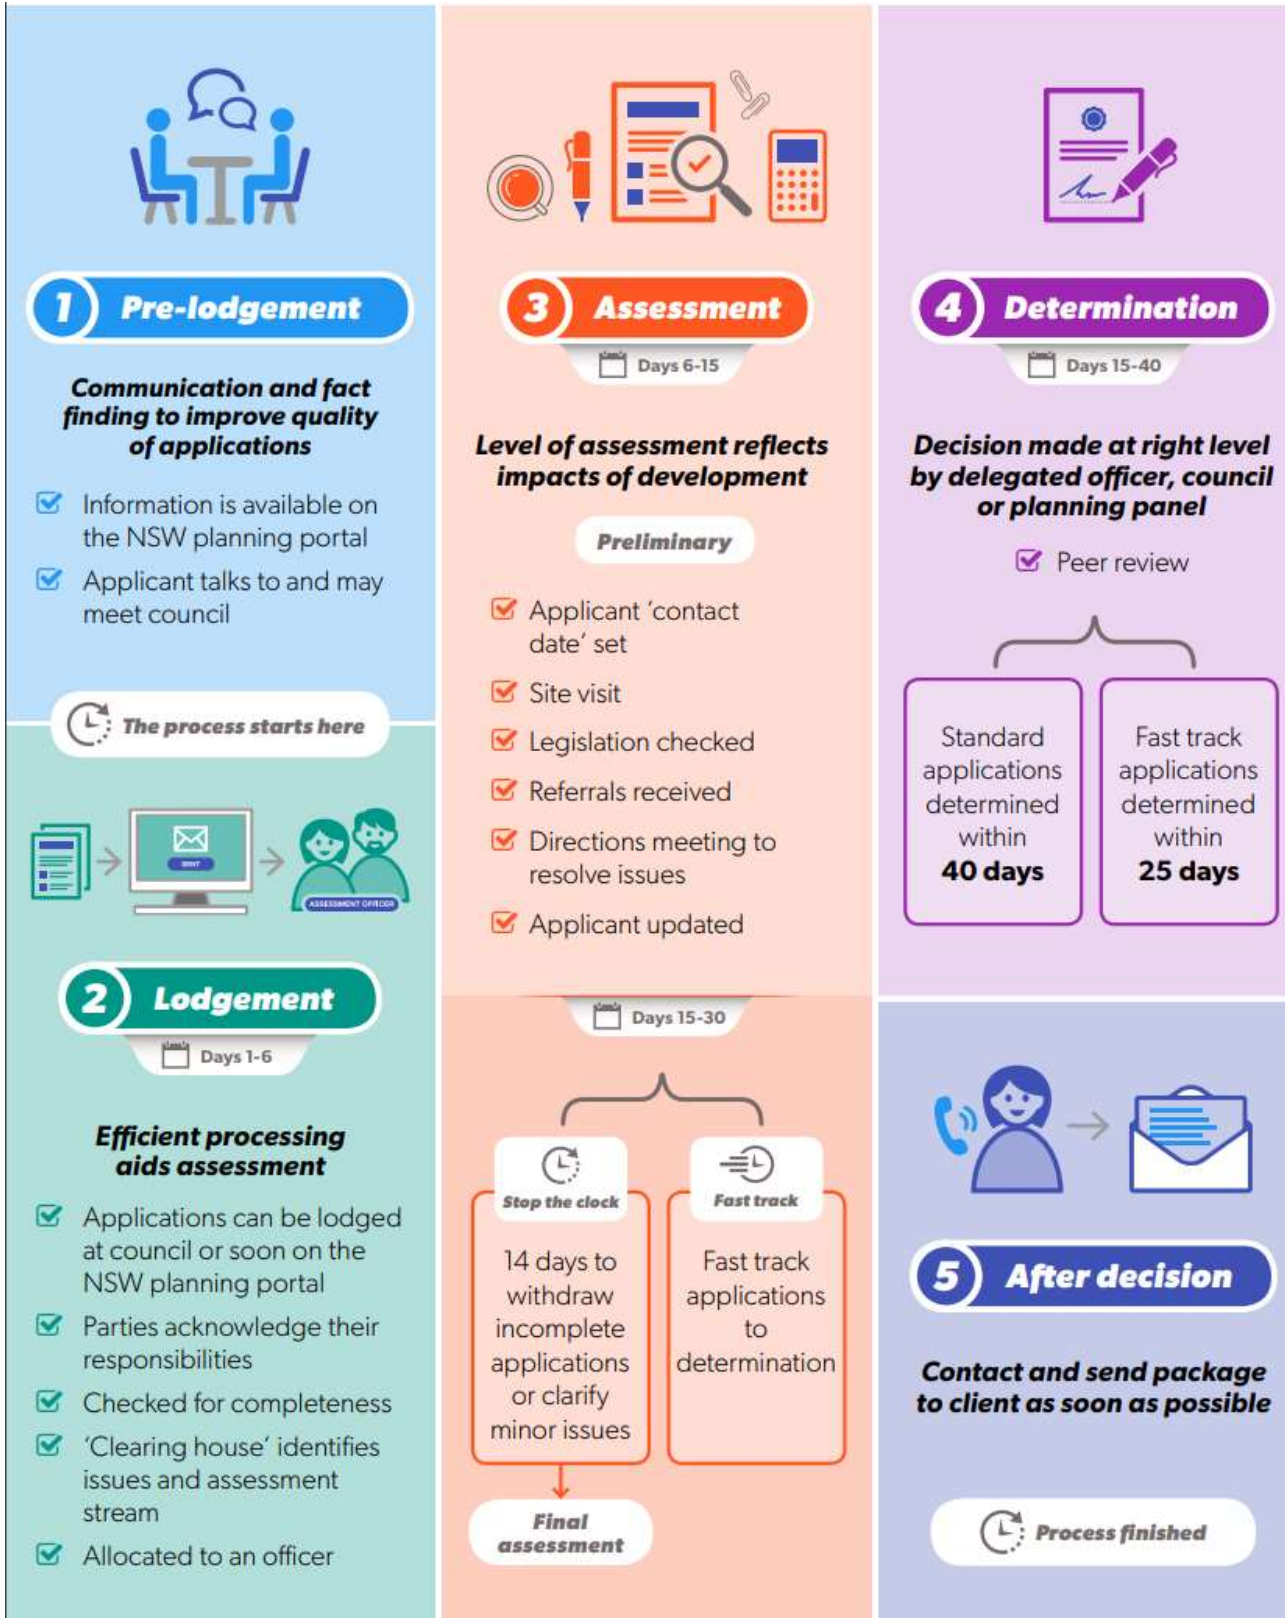 1 Pre-lodgement
Communication and fact
finding to improve quality
of applications
Information is available on
the NSW planning portal
Applicant talks to and may
meet council
The process starts here
SENT
ASSESSMENT OFFICER
2 Lodgement
Days 1-6
Efficient processing
aids assessment
Applications can be lodged
at council or soon on the
NSW planning portal
Parties acknowledge their
responsibilities
Checked for completeness
‘Clearing house’ identifies
issues and assessment
stream
Allocated to an officer
3 Assessment
Days 6-15
Level of assessment reflects
impacts of development
Preliminary
Applicant ‘contact
date’ set
Site visit
Legislation checked
Referrals received
Directions meeting to
resolve issues
Applicant updated
Days 15-30
Stop the clock
14 days to
withdraw
incomplete
applications
or clarify
minor issues
Final
assessment
Fast track
Fast track
applications
to
determination
4 Determination
Days 15-40
Decision made at right level
by delegated officer, council
or planning panel
Peer review
Standard
applications
determined
within
40 days
Fast track
applications
determined
within
25 days
5 After decision
Contact and send package
to client as soon as possible
Process finished